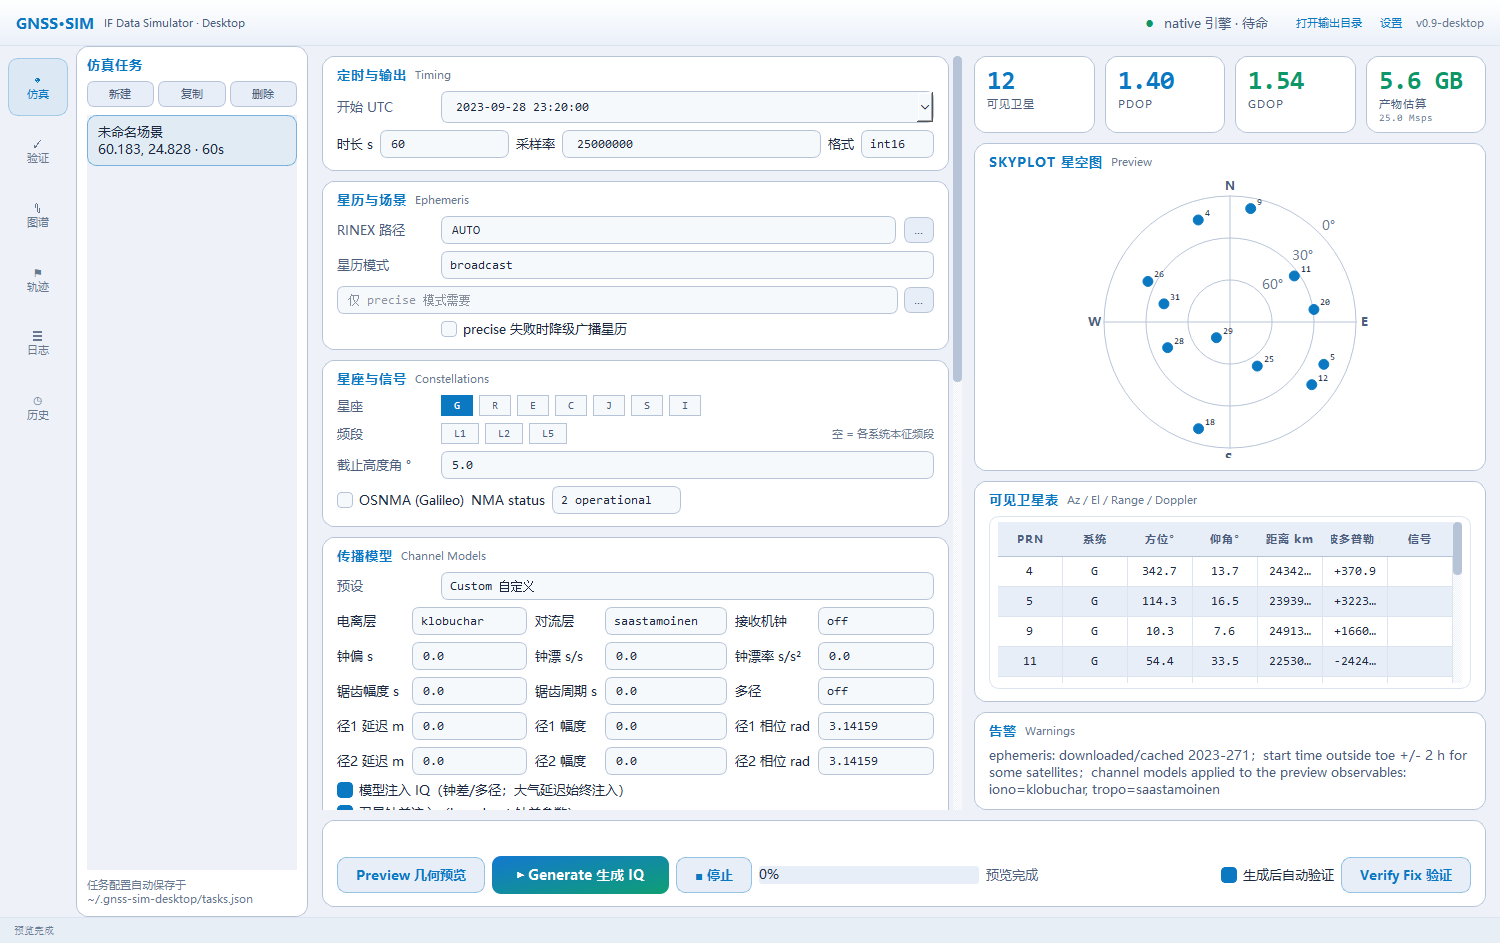 GNSS•SIM IF Data Simulator · Desktop
native 引擎 · 待命 打开输出目录 设置 v0.9-desktop
仿真
验证
图谱
轨迹
日志
历史
仿真任务
新建 复制 删除
未命名场景
60.183, 24.828 · 60s
任务配置自动保存于
~/.gnss-sim-desktop/tasks.json
定时与输出 Timing
开始 UTC 2023-09-28 23:20:00
时长 s 60 采样率 25000000 格式 int16
星历与场景 Ephemeris
RINEX 路径 AUTO ...
星历模式 broadcast
仅 precise 模式需要 ...
precise 失败时降级广播星历
星座与信号 Constellations
星座 G R E C J S I
频段 L1 L2 L5 空 = 各系统本征频段
截止高度角 ° 5.0
OSNMA (Galileo) NMA status 2 operational
传播模型 Channel Models
预设 Custom 自定义
电离层 klobuchar 对流层 saastamoinen 接收机钟 off
钟偏 s 0.0 钟漂 s/s 0.0 钟漂率 s/s² 0.0
锯齿幅度 s 0.0 锯齿周期 s 0.0 多径 off
径1 延迟 m 0.0 径1 幅度 0.0 径1 相位 rad 3.14159
径2 延迟 m 0.0 径2 幅度 0.0 径2 相位 rad 3.14159
模型注入 IQ（钟差/多径；大气延迟始终注入）
Preview 几何预览 ▸ Generate 生成 IQ ■ 停止 0% 预览完成 生成后自动验证 Verify Fix 验证
12
可见卫星
1.40
PDOP
1.54
GDOP
5.6 GB
产物估算
25.0 Msps
SKYPLOT 星空图 Preview
N
4 9
0°
30°
26 11
60°
31 20
W E
29
28
25 5
12
18
S
可见卫星表 Az / El / Range / Doppler
PRN 系统 方位° 仰角° 距离 km 多普勒 信号
4 G 342.7 13.7 24342… +370.9
5 G 114.3 16.5 23939… +3223…
9 G 10.3 7.6 24913… +1660…
11 G 54.4 33.5 22530… -2424…
告警 Warnings
ephemeris: downloaded/cached 2023-271；start time outside toe +/- 2 h for
some satellites；channel models applied to the preview observables:
iono=klobuchar, tropo=saastamoinen
预览完成